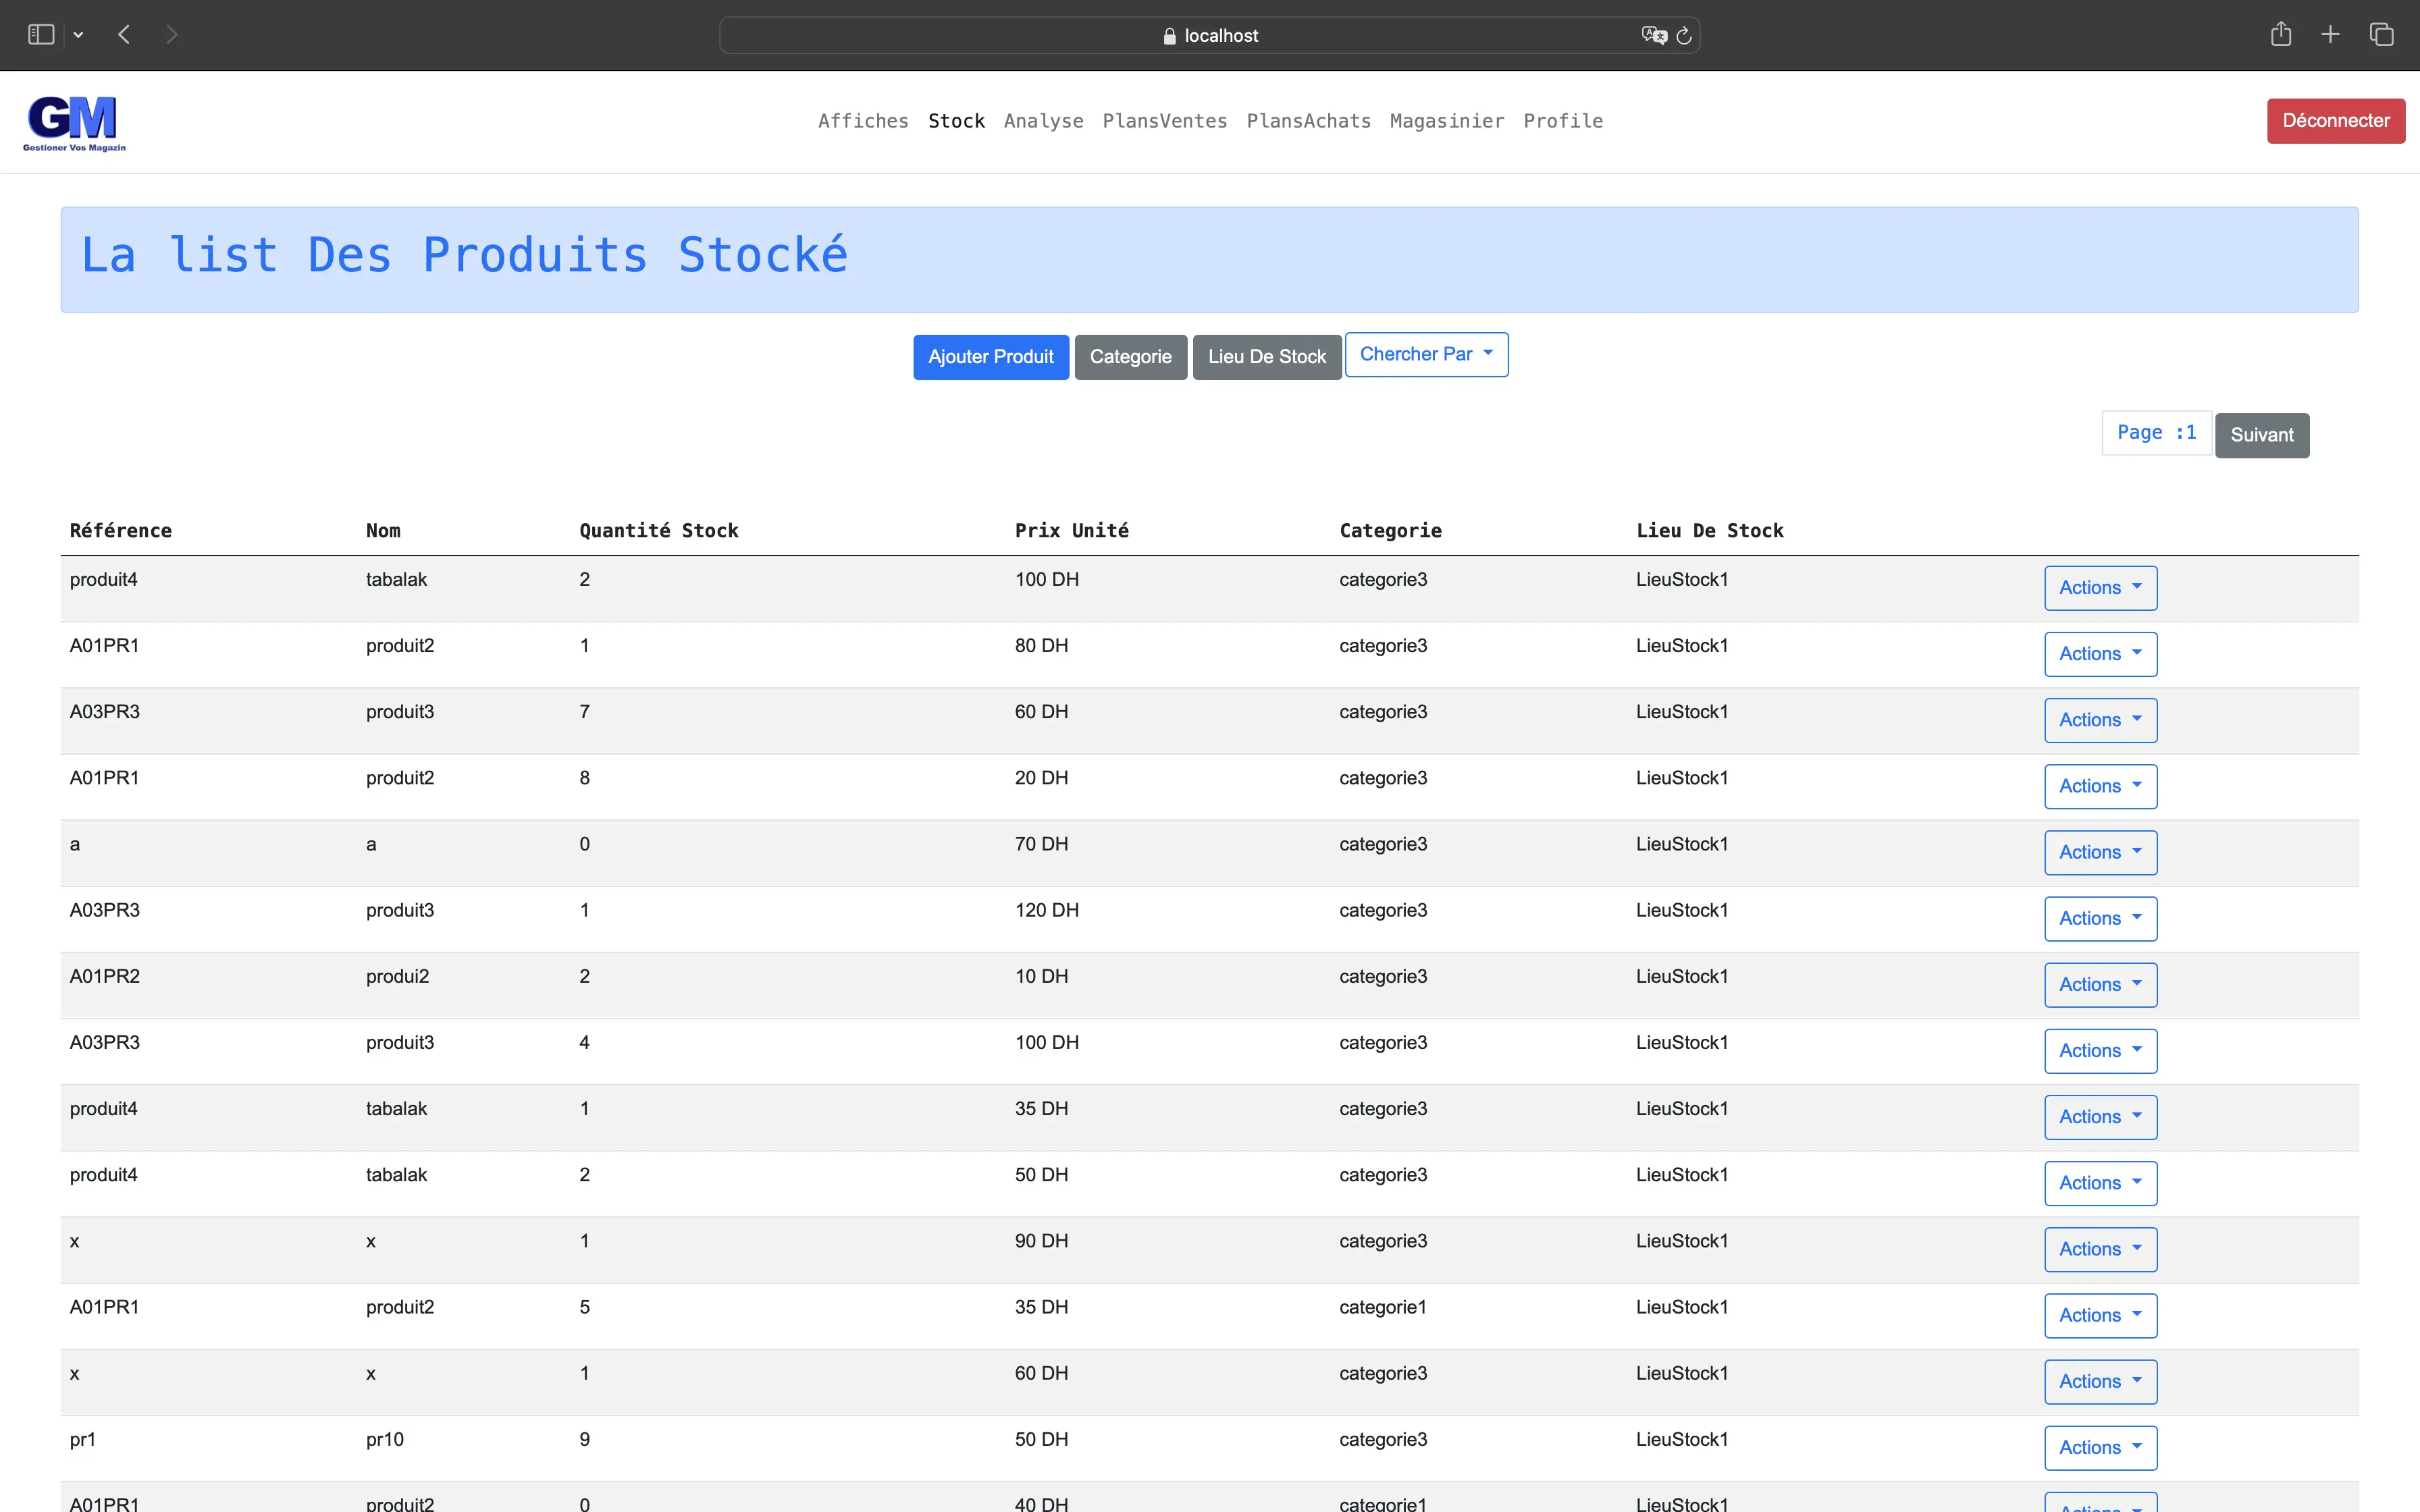 localhost
GM
Gestioner Vos Magazin
Affiches Stock Analyse PlansVentes PlansAchats Magasinier Profile
Déconnecter
La list Des Produits Stocké
Ajouter Produit Categorie Lieu De Stock Chercher Par
Page :1 Suivant
Référence Nom Quantité Stock Prix Unité Categorie Lieu De Stock
produit4 tabalak 2 100 DH categorie3 LieuStock1 Actions
A01PR1 produit2 1 80 DH categorie3 LieuStock1 Actions
A03PR3 produit3 7 60 DH categorie3 LieuStock1 Actions
A01PR1 produit2 8 20 DH categorie3 LieuStock1 Actions
a a 0 70 DH categorie3 LieuStock1 Actions
A03PR3 produit3 1 120 DH categorie3 LieuStock1 Actions
A01PR2 produi2 2 10 DH categorie3 LieuStock1 Actions
A03PR3 produit3 4 100 DH categorie3 LieuStock1 Actions
produit4 tabalak 1 35 DH categorie3 LieuStock1 Actions
produit4 tabalak 2 50 DH categorie3 LieuStock1 Actions
x x 1 90 DH categorie3 LieuStock1 Actions
A01PR1 produit2 5 35 DH categorie1 LieuStock1 Actions
x x 1 60 DH categorie3 LieuStock1 Actions
pr1 pr10 9 50 DH categorie3 LieuStock1 Actions
A01PR1 produit2 0 40 DH categorie1 LieuStock1 Actions